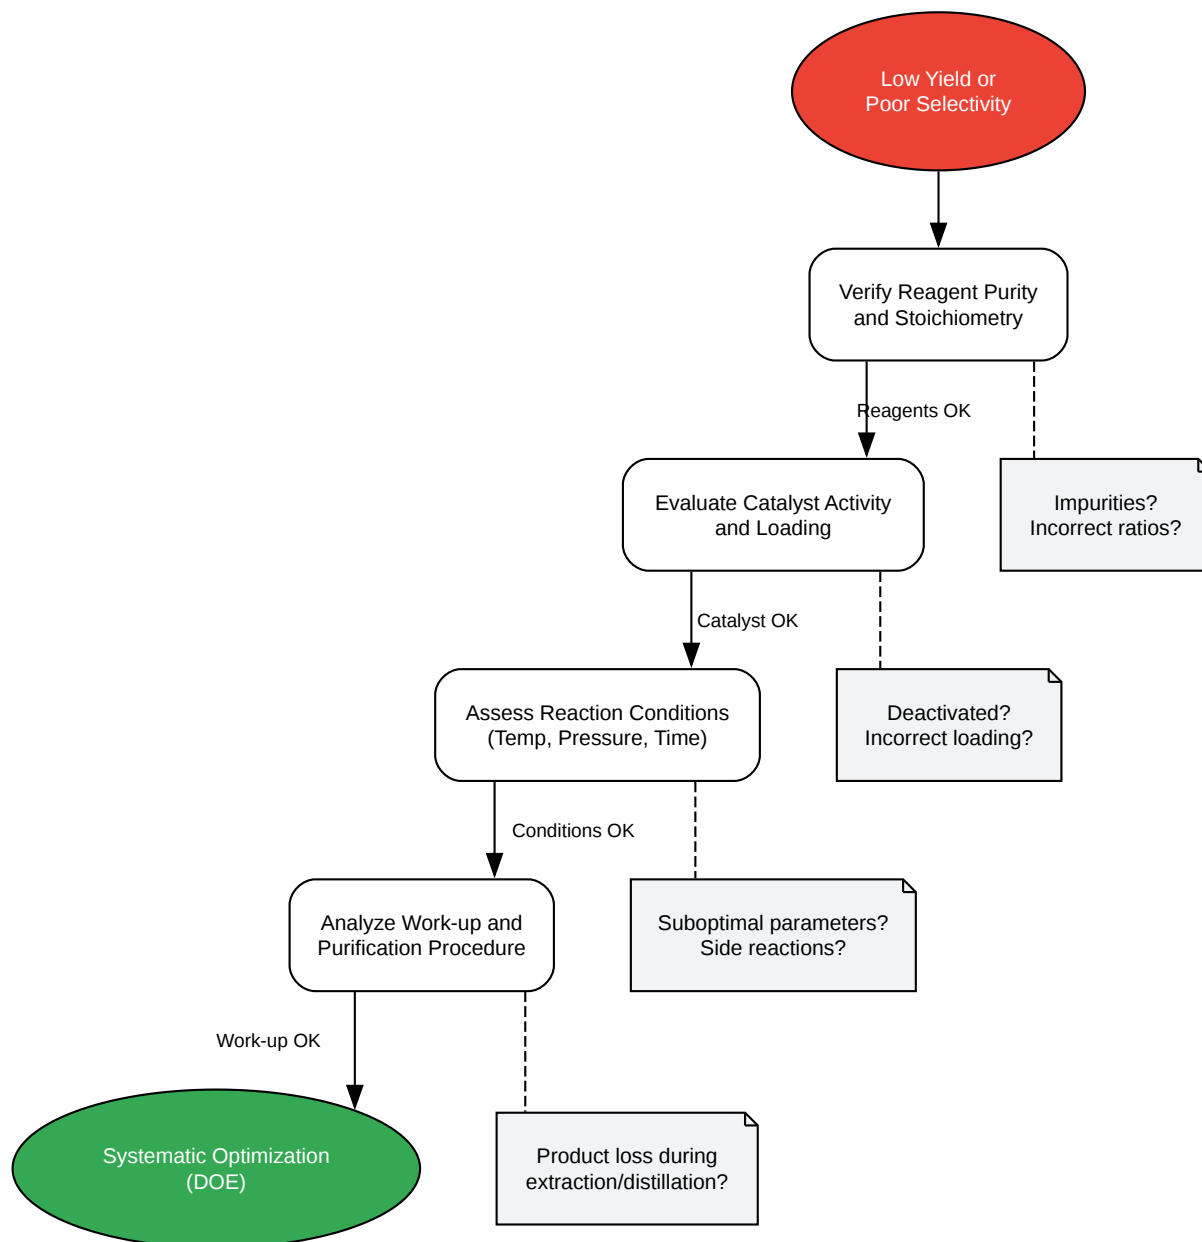 Low Yield or
Poor Selectivity
Verify Reagent Purity
and Stoichiometry
Reagents OK
Evaluate Catalyst Activity
and Loading
Impurities?
Incorrect ratios?
Catalyst OK
Assess Reaction Conditions
(Temp, Pressure, Time)
Deactivated?
Incorrect loading?
Conditions OK
Analyze Work-up and
Purification Procedure
Suboptimal parameters?
Side reactions?
Work-up OK
Systematic Optimization
(DOE)
Product loss during
extraction/distillation?